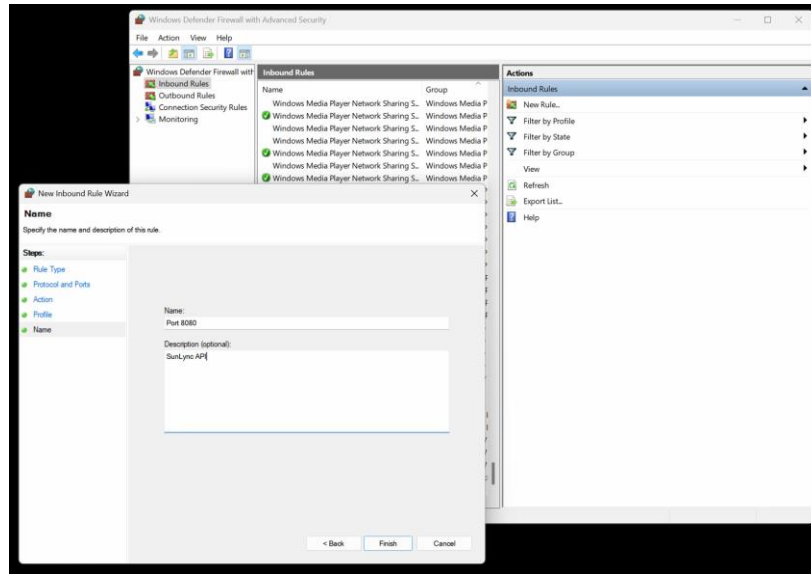 Windows Defender Firewall with Advanced Security
File Action View Help
Windows Defender Firewall with
Inbound Rules
Outbound Rules
Connection Security Rules
Monitoring
Inbound Rules
Name Group
Windows Media Player Network Sharing S... Windows Media P
Windows Media Player Network Sharing S... Windows Media P
Windows Media Player Network Sharing S... Windows Media P
Windows Media Player Network Sharing S... Windows Media P
Windows Media Player Network Sharing S... Windows Media P
Windows Media Player Network Sharing S... Windows Media P
Windows Media Player Network Sharing S... Windows Media P
Actions
Inbound Rules
New Rule...
Filter by Profile
Filter by State
Filter by Group
View
Refresh
Export List...
Help
New Inbound Rule Wizard
Name
Specify the name and description of this rule.
Steps:
Rule Type
Protocol and Ports
Action
Profile
Name
Name:
Port 8080
Description (optional):
SunLync API
< Back Finish Cancel